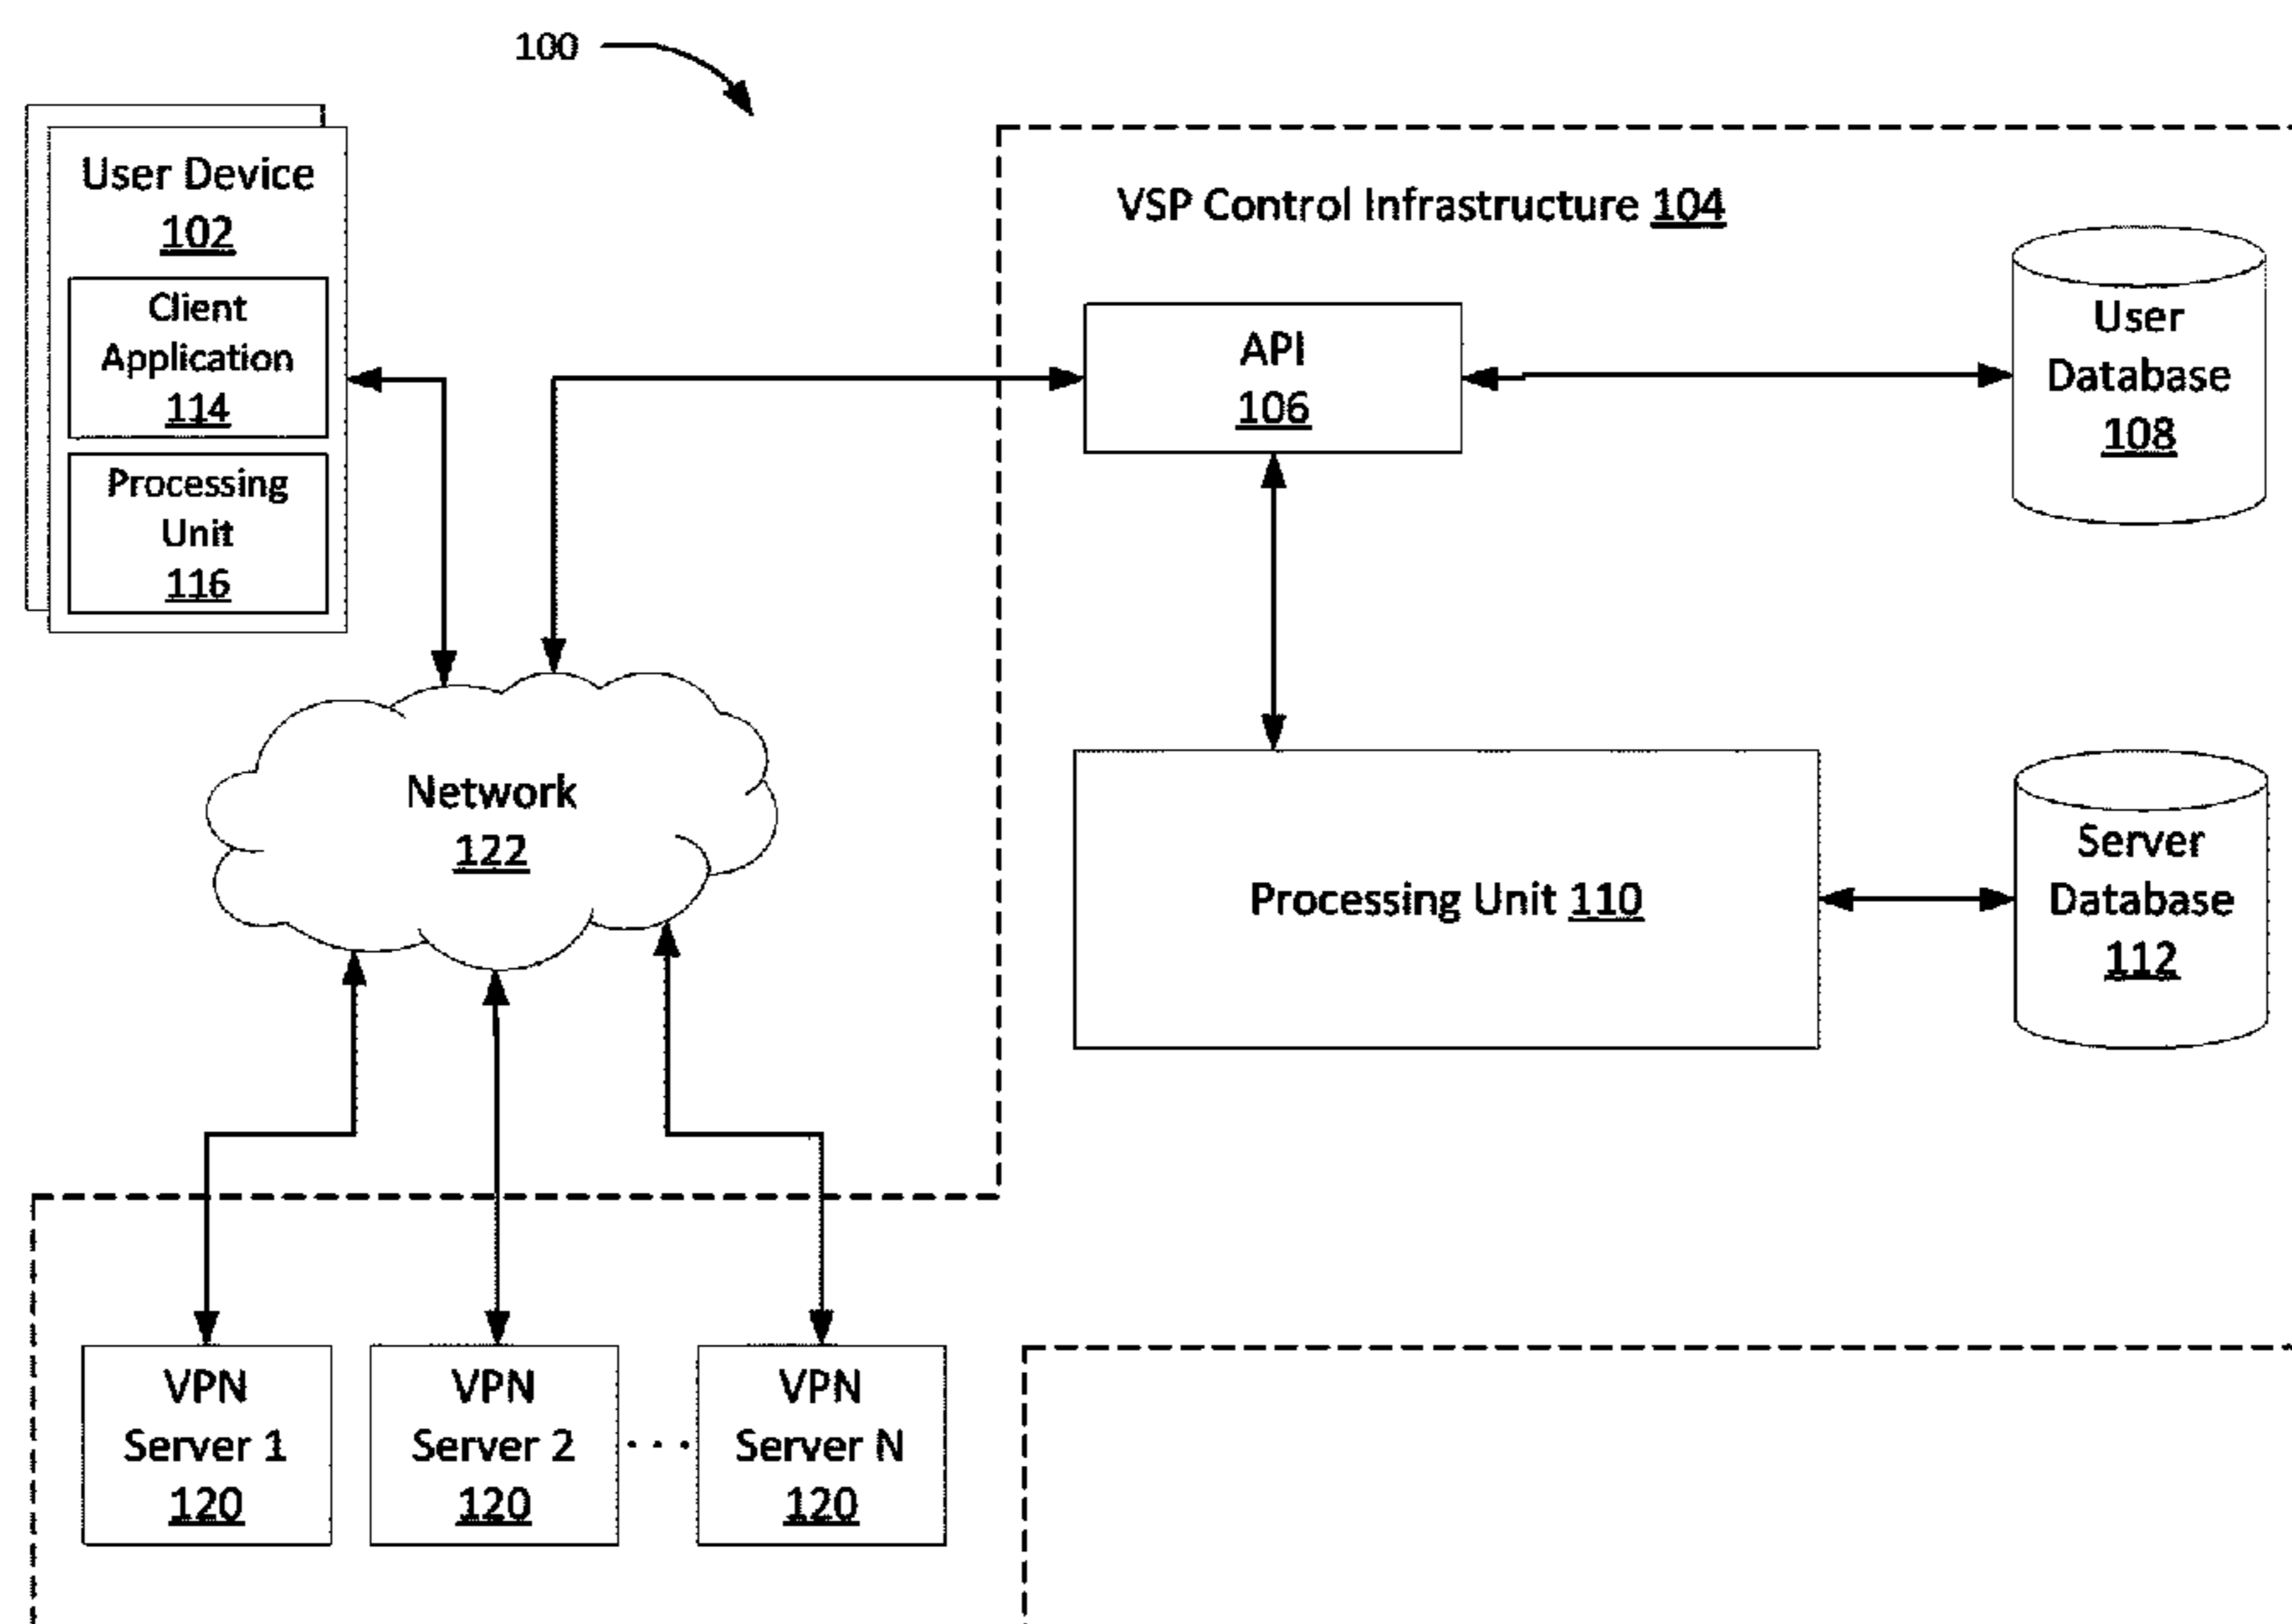 100
User Device
102
Client
Application
114
Processing
Unit
116
VSP Control Infrastructure 104
API
106
User
Database
108
Network
122
Processing Unit 110
Server
Database
112
VPN
Server 1
120
VPN
Server 2
120
. . .
VPN
Server N
120